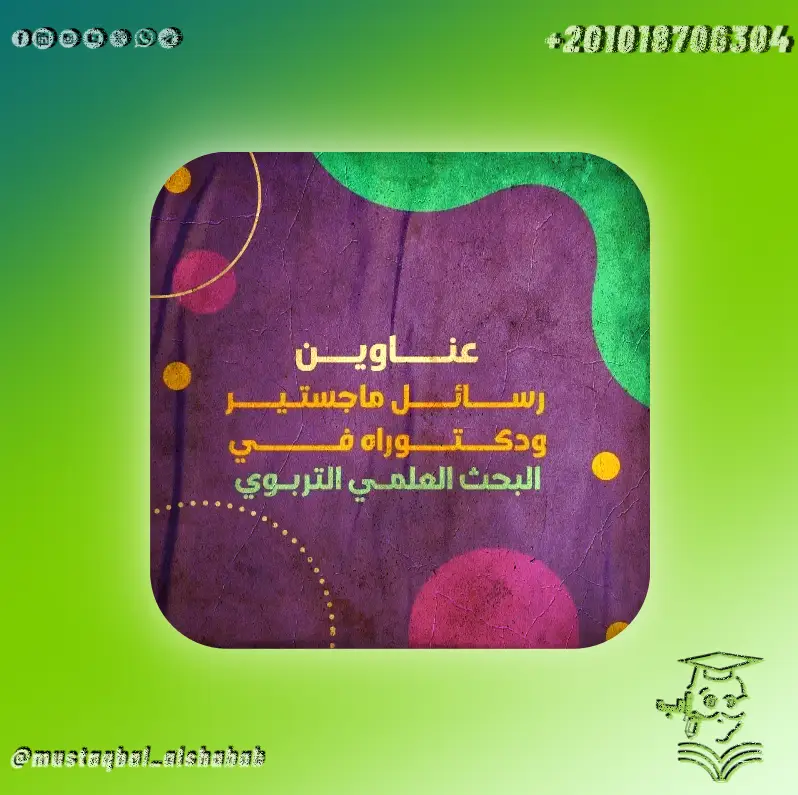 +201018706304
عناوين
رسائل ماجستير
ودكتوراه في
البحث العلمي التربوي
@mustaqbal_alshabab